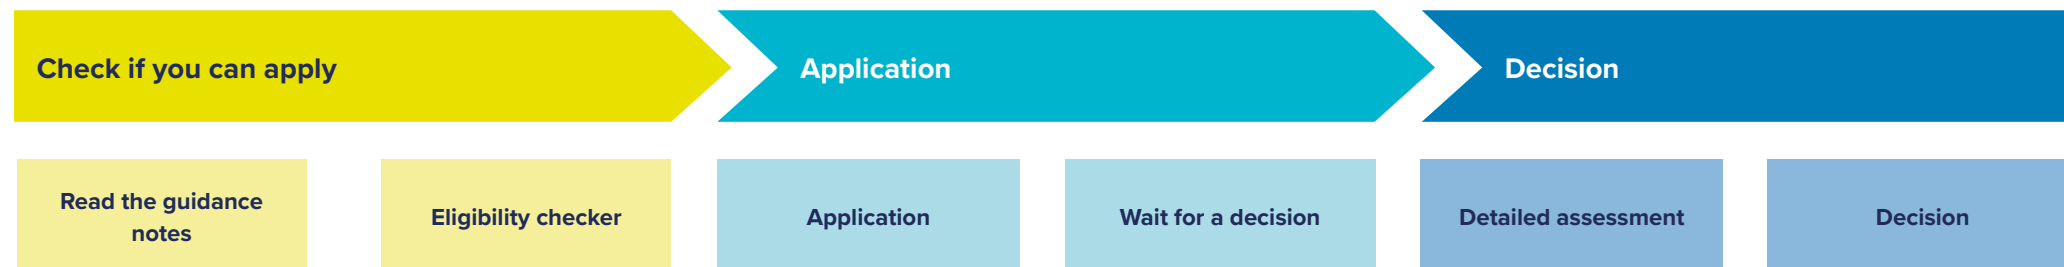 Check if you can apply
Application
Decision
Read the guidance
notes
Eligibility checker
Application
Wait for a decision
Detailed assessment
Decision